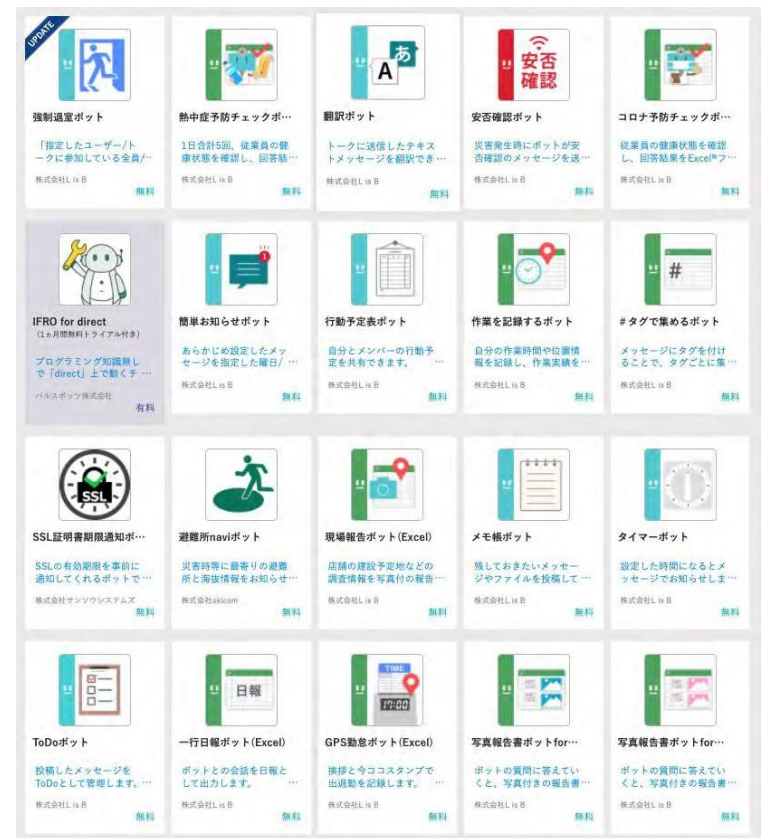 UPDATE
強制退室ボット
「指定したユーザー/ト
ークに参加している全員/…
株式会社L is B
無料
熱中症予防チェックボ…
1日合計5回、従業員の健
康状態を確認し、回答結…
株式会社L is B
無料
あ
A
翻訳ボット
トークに送信したテキス
トメッセージを翻訳でき…
株式会社L is B
無料
安否
確認
安否確認ボット
災害発生時にボットが安
否確認のメッセージを送…
株式会社L is B
無料
コロナ予防チェックボ…
従業員の健康状態を確認
し、回答結果をExcel®フ…
株式会社L is B
無料
IFRO for direct
(1ヵ月間無料トライアル付き)
プログラミング知識無し
で「direct」上で動くチ…
パルスボッツ株式会社
有料
1
簡単お知らせボット
あらかじめ設定したメッ
セージを指定した曜日/…
株式会社L is B
無料
行動予定表ボット
自分とメンバーの行動予
定を共有できます。 …
株式会社L is B
無料
作業を記録するボット
自分の作業時間や位置情
報を記録し、作業実績を…
株式会社L is B
無料
#
#タグで集めるボット
メッセージにタグを付け
ることで、タグごとに集…
株式会社L is B
無料
SSL
SSL証明書期限通知ボ…
SSLの有効期限を事前に
通知してくれるボットで…
株式会社サンソウシステムズ
無料
避難所naviボット
災害時等に最寄りの避難
所と海抜情報をお知らせ…
株式会社okicom
無料
現場報告ボット(Excel)
店舗の建設予定地などの
調査情報を写真付の報告…
株式会社L is B
無料
メモ帳ボット
残しておきたいメッセー
ジやファイルを投稿して…
株式会社L is B
無料
タイマーボット
設定した時間になるとメ
ッセージでお知らせしま…
株式会社L is B
無料
ToDoボット
投稿したメッセージを
ToDoとして管理します。…
株式会社L is B
無料
日報
一行日報ボット(Excel)
ボットとの会話を日報と
して出力します。 …
株式会社L is B
無料
TIME
17:00
GPS勤怠ボット(Excel)
挨拶と今ココスタンプで
出退勤を記録します。 …
株式会社L is B
無料
写真報告書ボットfor…
ボットの質問に答えてい
くと、写真付きの報告書…
株式会社L is B
無料
写真報告書ボットfor…
ボットの質問に答えてい
くと、写真付きの報告書…
株式会社L is B
無料